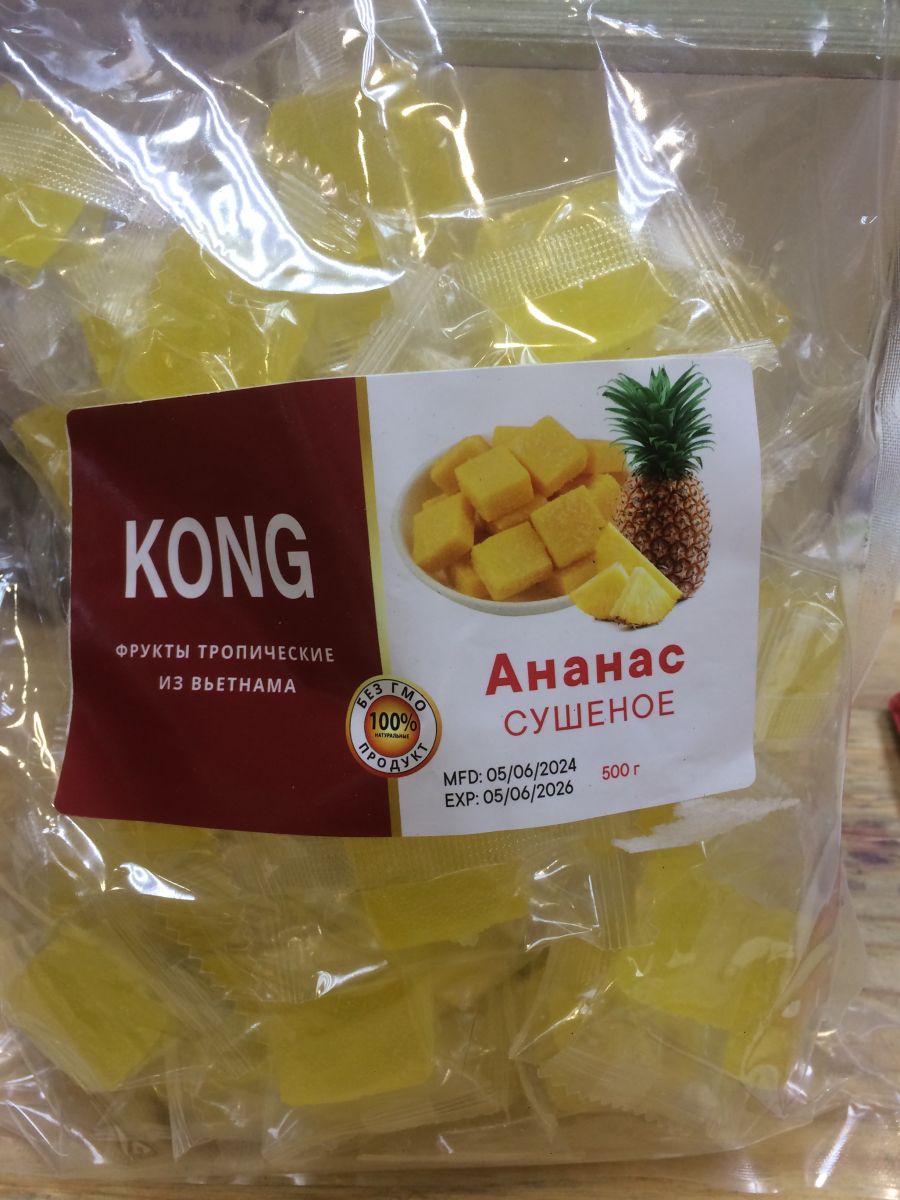 KONG
ФРУКТЫ ТРОПИЧЕСКИЕ
ИЗ ВЬЕТНАМА
БЕЗ ГМО
100%
НАТУРАЛЬНЫЕ
ПРОДУКТ
Ананас
СУШЕНОЕ
MFD: 05/06/2024
EXP: 05/06/2026
500 г